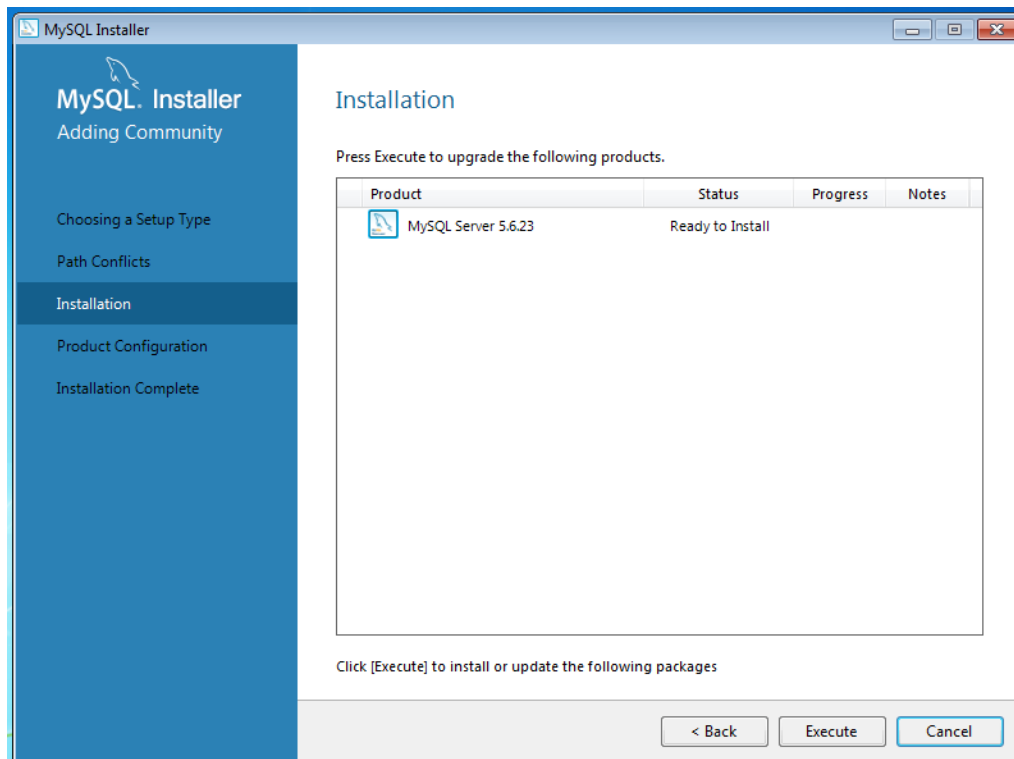 MySQL Installer
MySQL. Installer
Adding Community
Choosing a Setup Type
Path Conflicts
Installation
Product Configuration
Installation Complete
Installation
Press Execute to upgrade the following products.
Product Status Progress Notes
MySQL Server 5.6.23 Ready to Install
Click [Execute] to install or update the following packages
< Back Execute Cancel